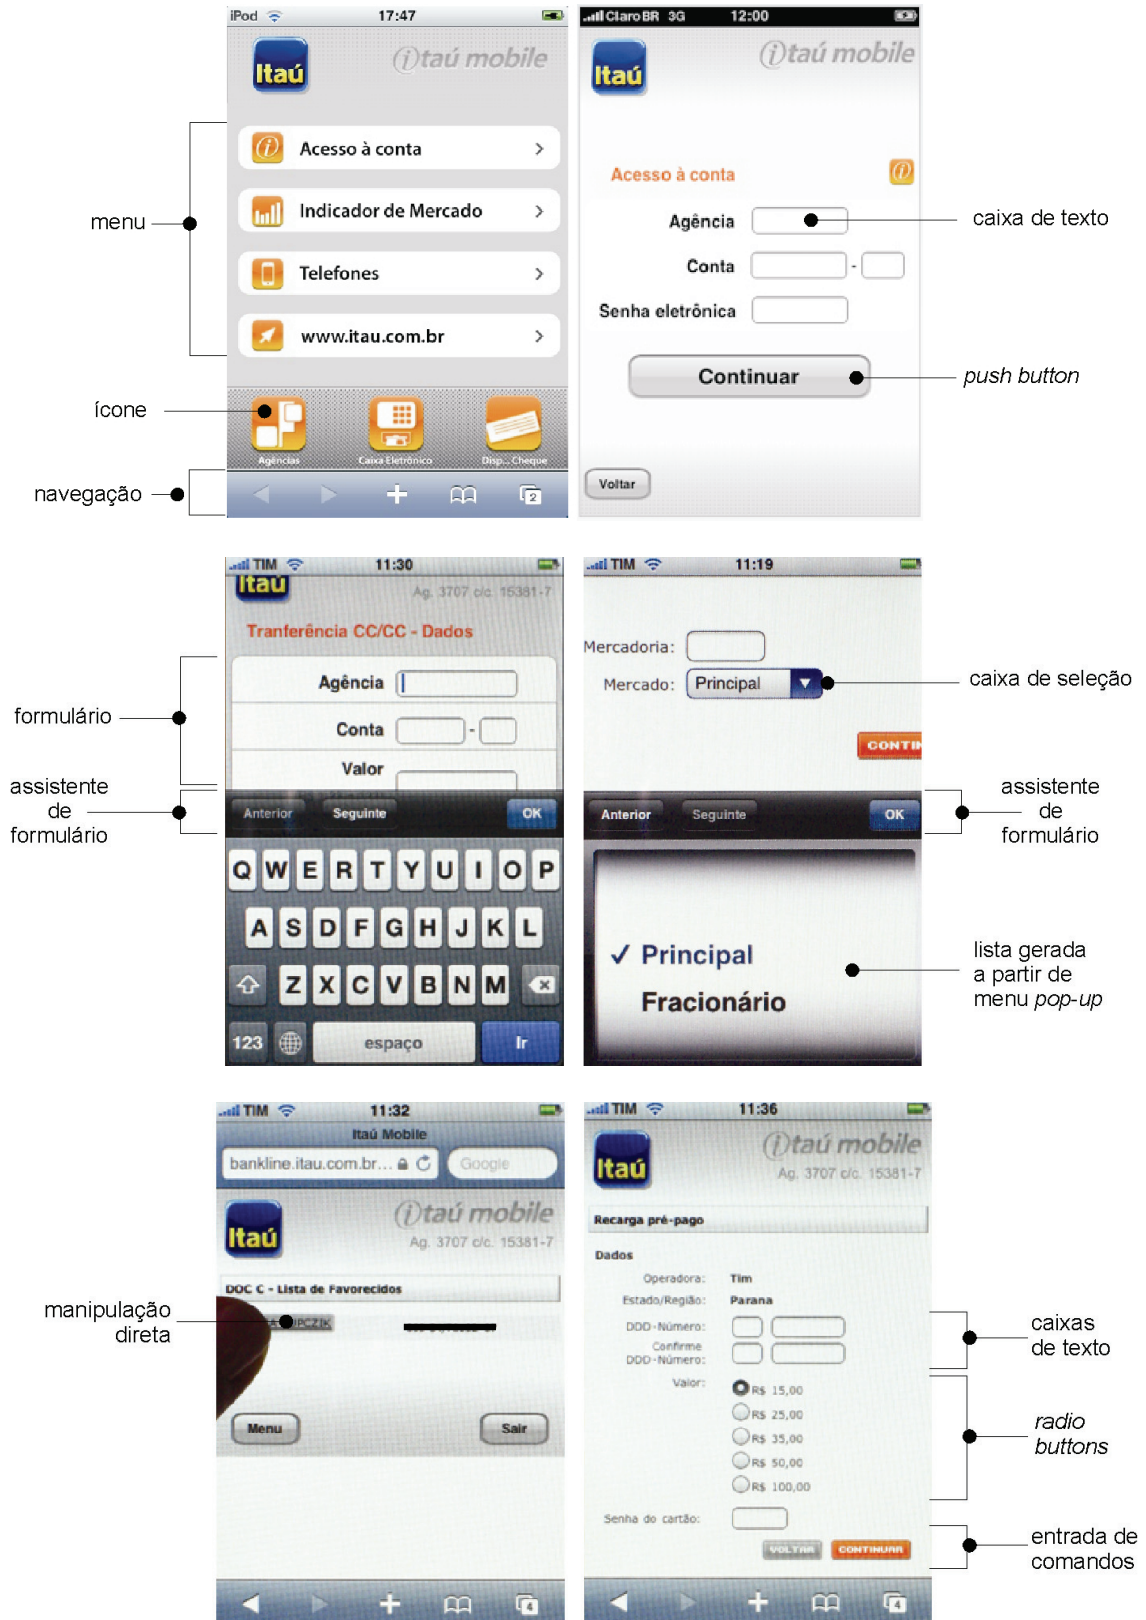 iPod 17:47
Itaú
itaú mobile
Acesso à conta
Indicador de Mercado
Telefones
www.itau.com.br
Agências Caixa Eletrônico Disp... Cheque
2
menu
ícone
navegação
Claro BR 3G 12:00
Itaú
itaú mobile
Acesso à conta
Agência
Conta -
Senha eletrônica
Continuar
Voltar
caixa de texto
push button
TIM 11:30
Itaú
Ag. 3707 c/c. 15381-7
Tranferência CC/CC - Dados
Agência
Conta -
Valor
Anterior Seguinte OK
Q W E R T Y U I O P
A S D F G H J K L
Z X C V B N M
123 espaço Ir
formulário
assistente
de
formulário
TIM 11:19
Mercadoria:
Mercado: Principal
CONTIN
Anterior Seguinte OK
✓ Principal
Fracionário
caixa de seleção
assistente
de
formulário
lista gerada
a partir de
menu pop-up
TIM 11:32
Itaú Mobile
bankline.itau.com.br... Google
Itaú
itaú mobile
Ag. 3707 c/c. 15381-7
DOC C - Lista de Favorecidos
Menu Sair
4
manipulação
direta
TIM 11:36
Itaú
itaú mobile
Ag. 3707 c/c. 15381-7
Recarga pré-pago
Dados
Operadora: Tim
Estado/Região: Parana
DDD-Número:
Confirme
DDD-Número:
Valor:
R$ 15,00
R$ 25,00
R$ 35,00
R$ 50,00
R$ 100,00
Senha do cartão:
VOLTAR CONTINUAR
4
caixas
de texto
radio
buttons
entrada de
comandos